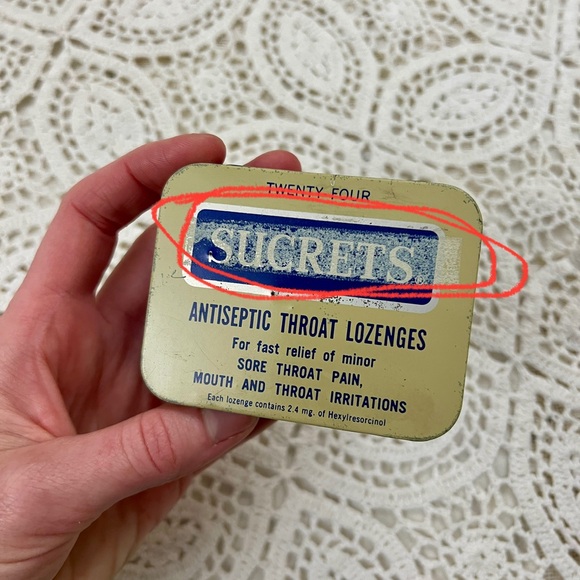 TWENTY FOUR
SUCRETS
ANTISEPTIC THROAT LOZENGES
For fast relief of minor
SORE THROAT PAIN,
MOUTH AND THROAT IRRITATIONS
Each lozenge contains 2.4 mg. of Hexylresorcinol